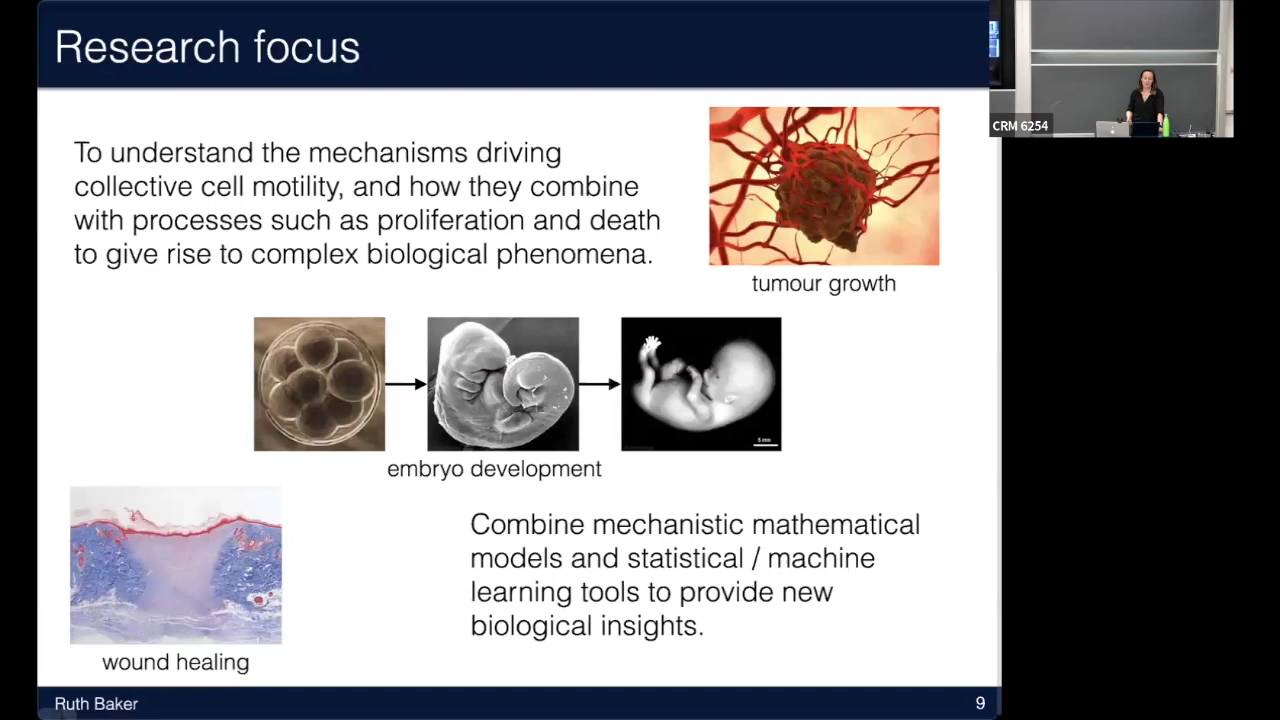 Research focus
CRM 6254
To understand the mechanisms driving
collective cell motility, and how they combine
with processes such as proliferation and death
to give rise to complex biological phenomena.
tumour growth
5 mm
embryo development
Combine mechanistic mathematical
models and statistical / machine
learning tools to provide new
biological insights.
wound healing
Ruth Baker
9